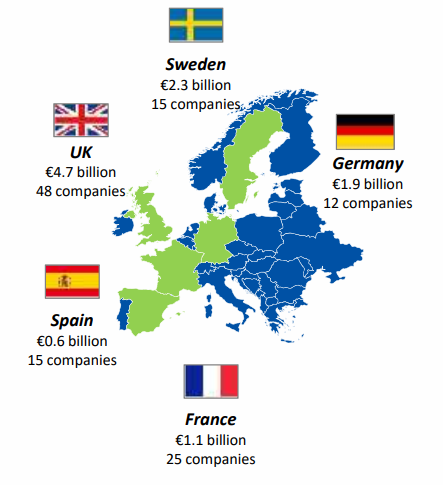 Sweden
€2.3 billion
15 companies
UK
€4.7 billion
48 companies
Germany
€1.9 billion
12 companies
Spain
€0.6 billion
15 companies
France
€1.1 billion
25 companies